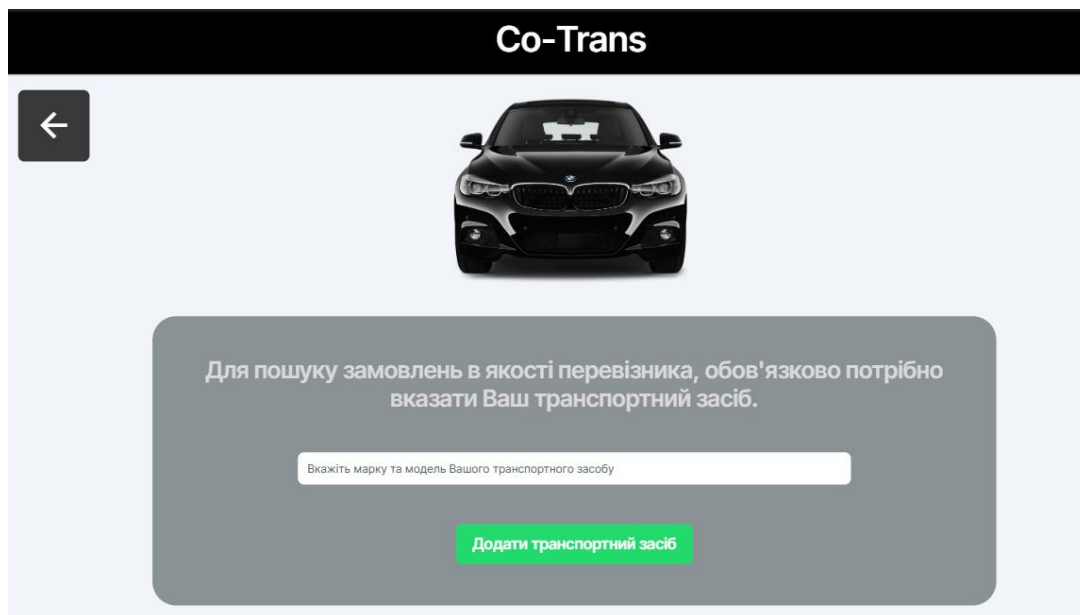 Co-Trans
Для пошуку замовлень в якості перевізника, обов'язково потрібно
вказати Ваш транспортний засіб.
Вкажіть марку та модель Вашого транспортного засобу
Додати транспортний засіб